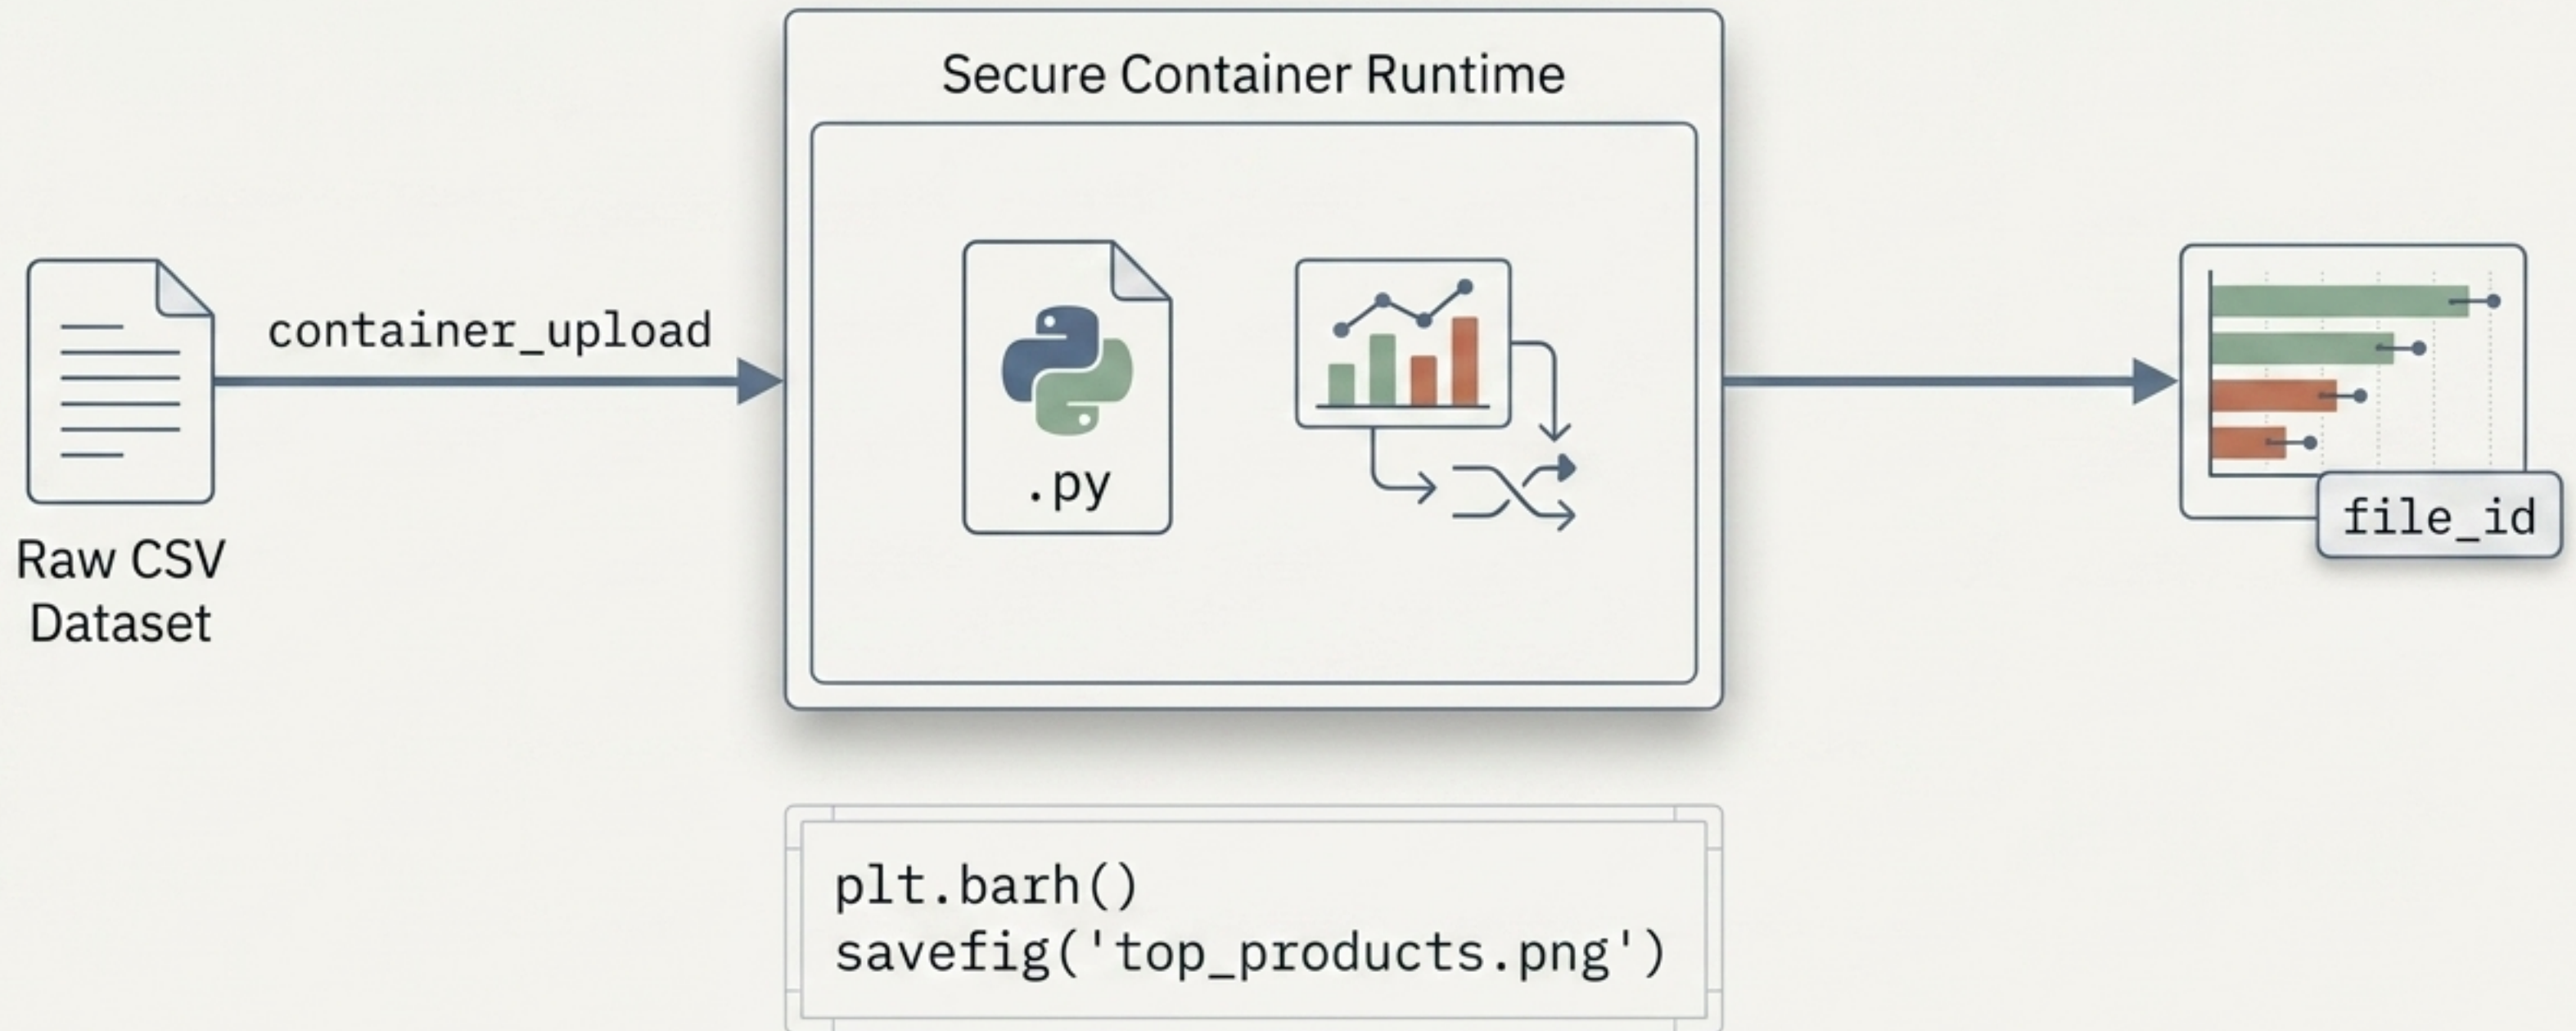 Secure Container Runtime
container_upload
.py
Raw CSV
Dataset
file_id
plt.barh()
savefig('top_products.png')